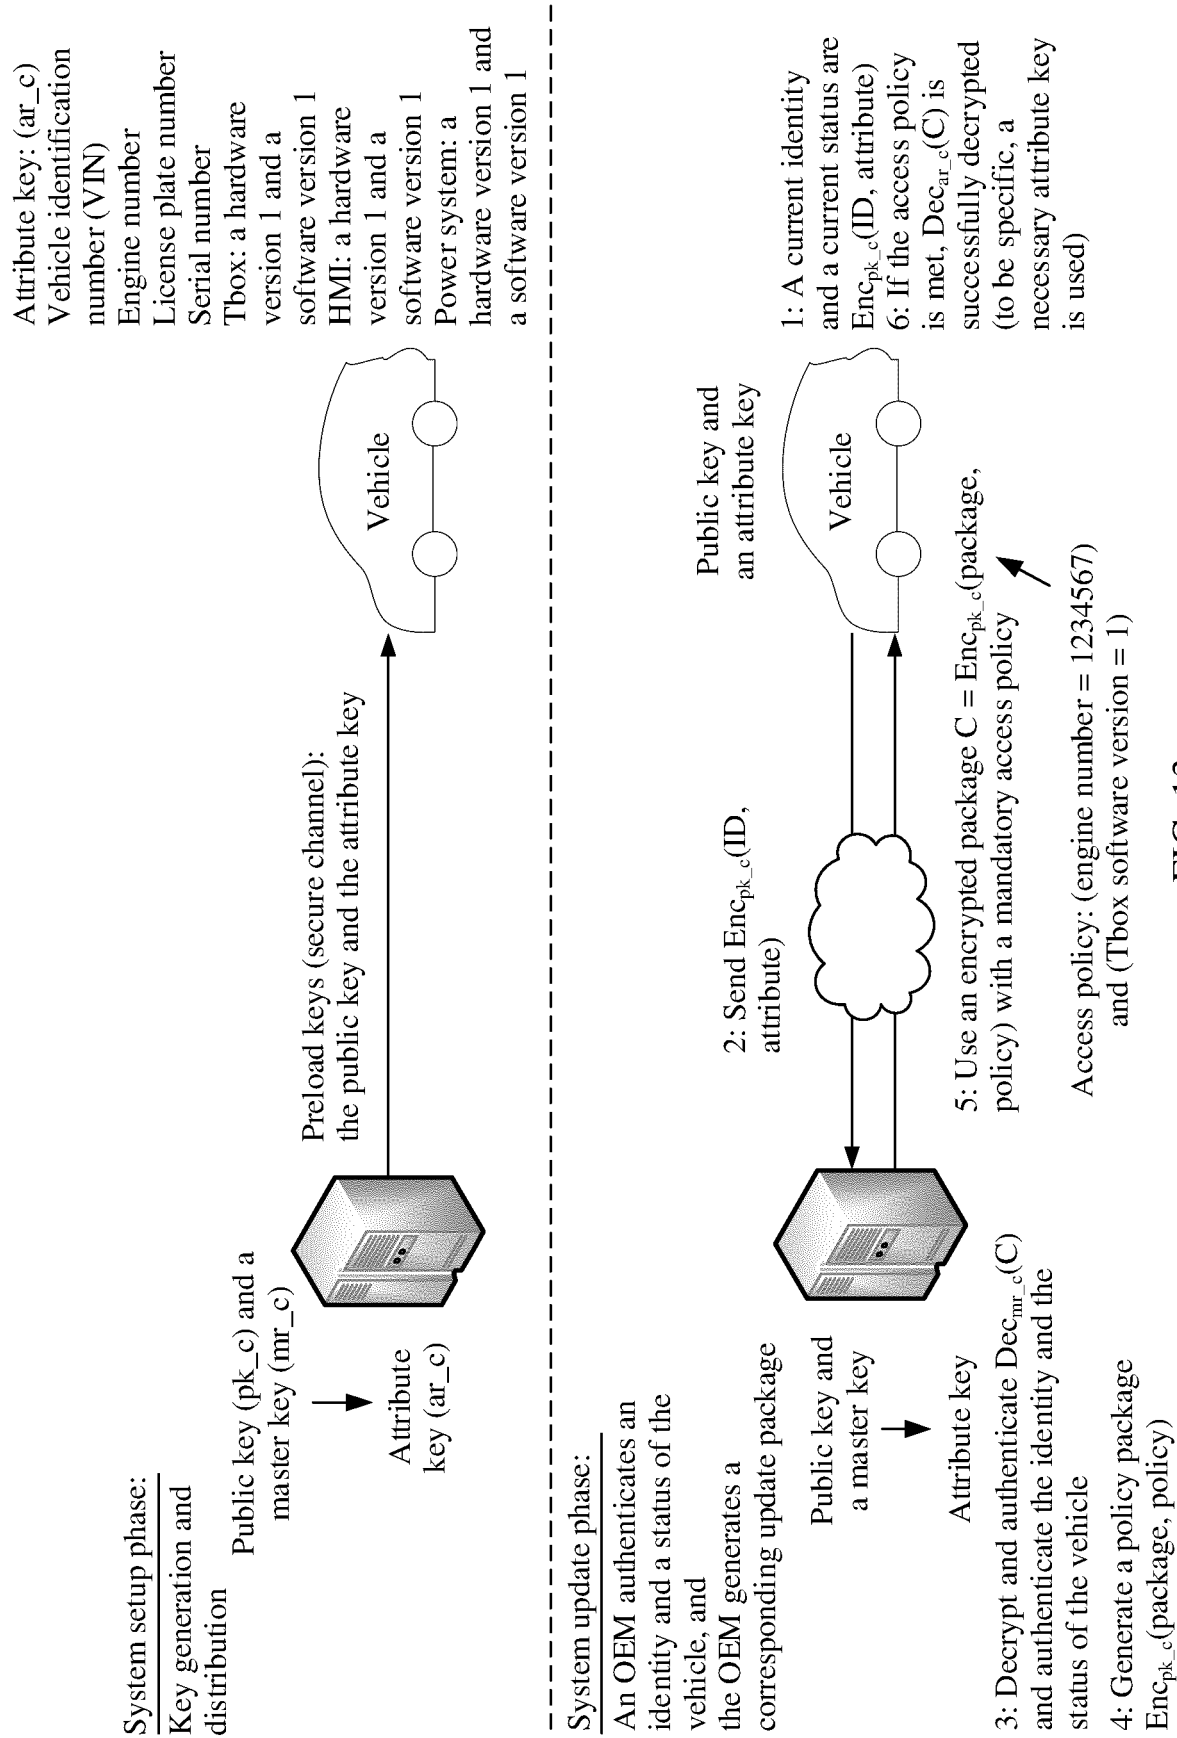 System setup phase:
Key generation and
distribution
Public key (pk_c) and a
master key (mr_c)
Attribute
key (ar_c)
Preload keys (secure channel):
the public key and the attribute key
Vehicle
Attribute key: (ar_c)
Vehicle identification
number (VIN)
Engine number
License plate number
Serial number
Tbox: a hardware
version 1 and a
software version 1
HMI: a hardware
version 1 and a
software version 1
Power system: a
hardware version 1 and
a software version 1
System update phase:
An OEM authenticates an
identity and a status of the
vehicle, and
the OEM generates a
corresponding update package
Public key and
a master key
Attribute key
3: Decrypt and authenticate Dec_mr_c(C)
and authenticate the identity and the
status of the vehicle
4: Generate a policy package
Enc_pk_c(package, policy)
2: Send Enc_pk_c(ID,
attribute)
5: Use an encrypted package C = Enc_pk_c(package,
policy) with a mandatory access policy
Access policy: (engine number = 1234567)
and (Tbox software version = 1)
Public key and
an attribute key
Vehicle
1: A current identity
and a current status are
Enc_pk_c(ID, attribute)
6: If the access policy
is met, Dec_ar_c(C) is
successfully decrypted
(to be specific, a
necessary attribute key
is used)